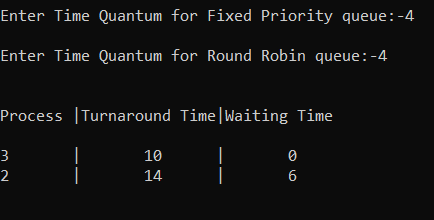 Enter Time Quantum for Fixed Priority queue:-4
Enter Time Quantum for Round Robin queue:-4
Process |Turnaround Time|Waiting Time
3 | 10 | 0
2 | 14 | 6